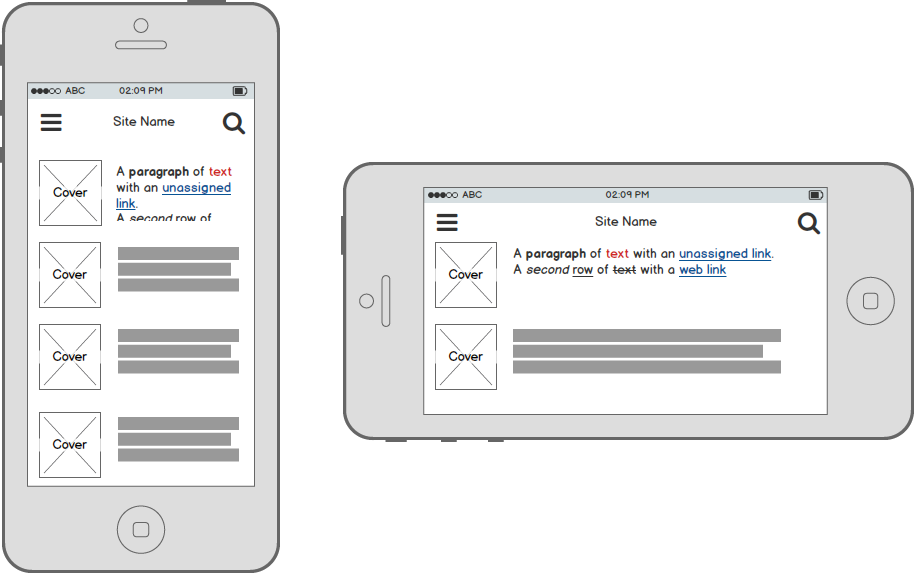 ABC 02:09 PM
Site Name
Cover
A paragraph of text
with an unassigned
link.
A second row of
Cover
Cover
Cover
ABC 02:09 PM
Site Name
Cover
A paragraph of text with an unassigned link.
A second row of text with a web link
Cover